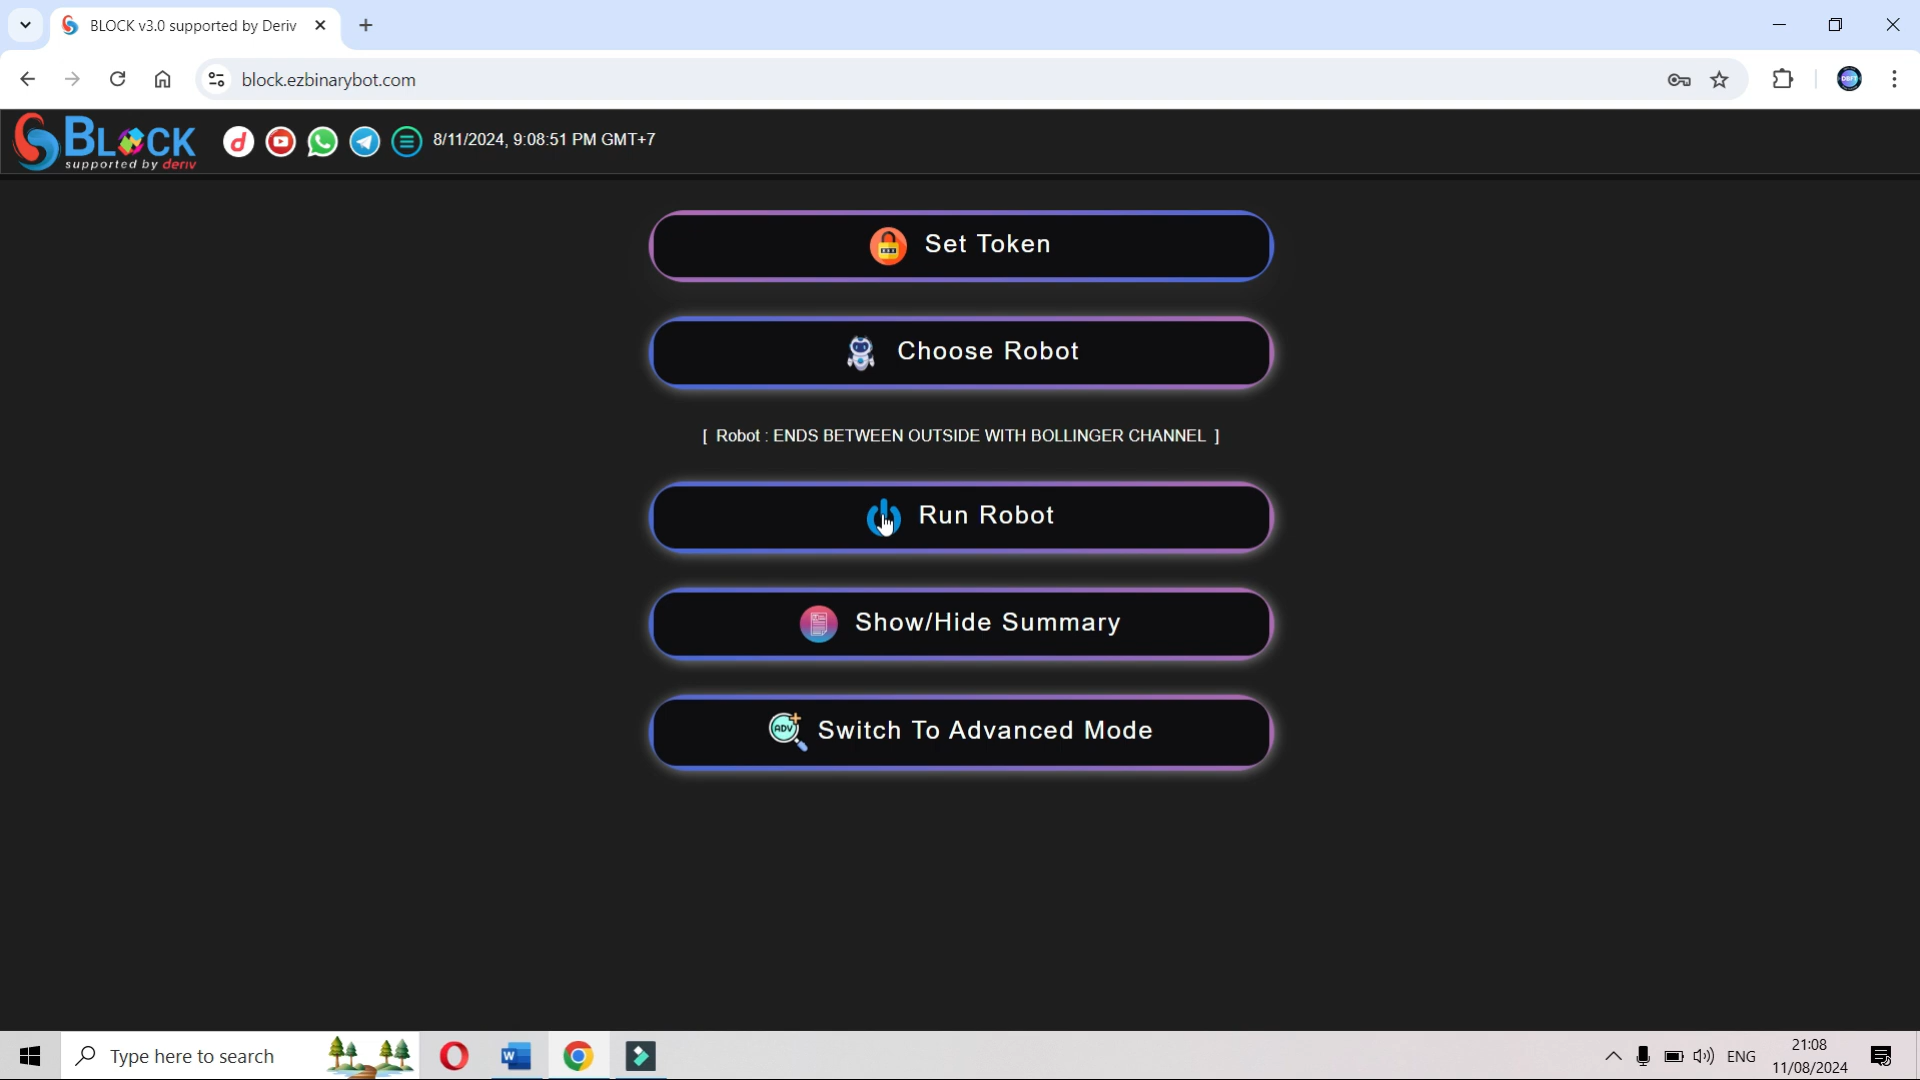 BLOCK v3.0 supported by Deriv
block.ezbinarybot.com
BLOCK
supported by deriv
8/11/2024, 9:08:51 PM GMT+7
Set Token
Choose Robot
[ Robot : ENDS BETWEEN OUTSIDE WITH BOLLINGER CHANNEL ]
Run Robot
Show/Hide Summary
ADV
Switch To Advanced Mode
Type here to search
ENG
21:08
11/08/2024